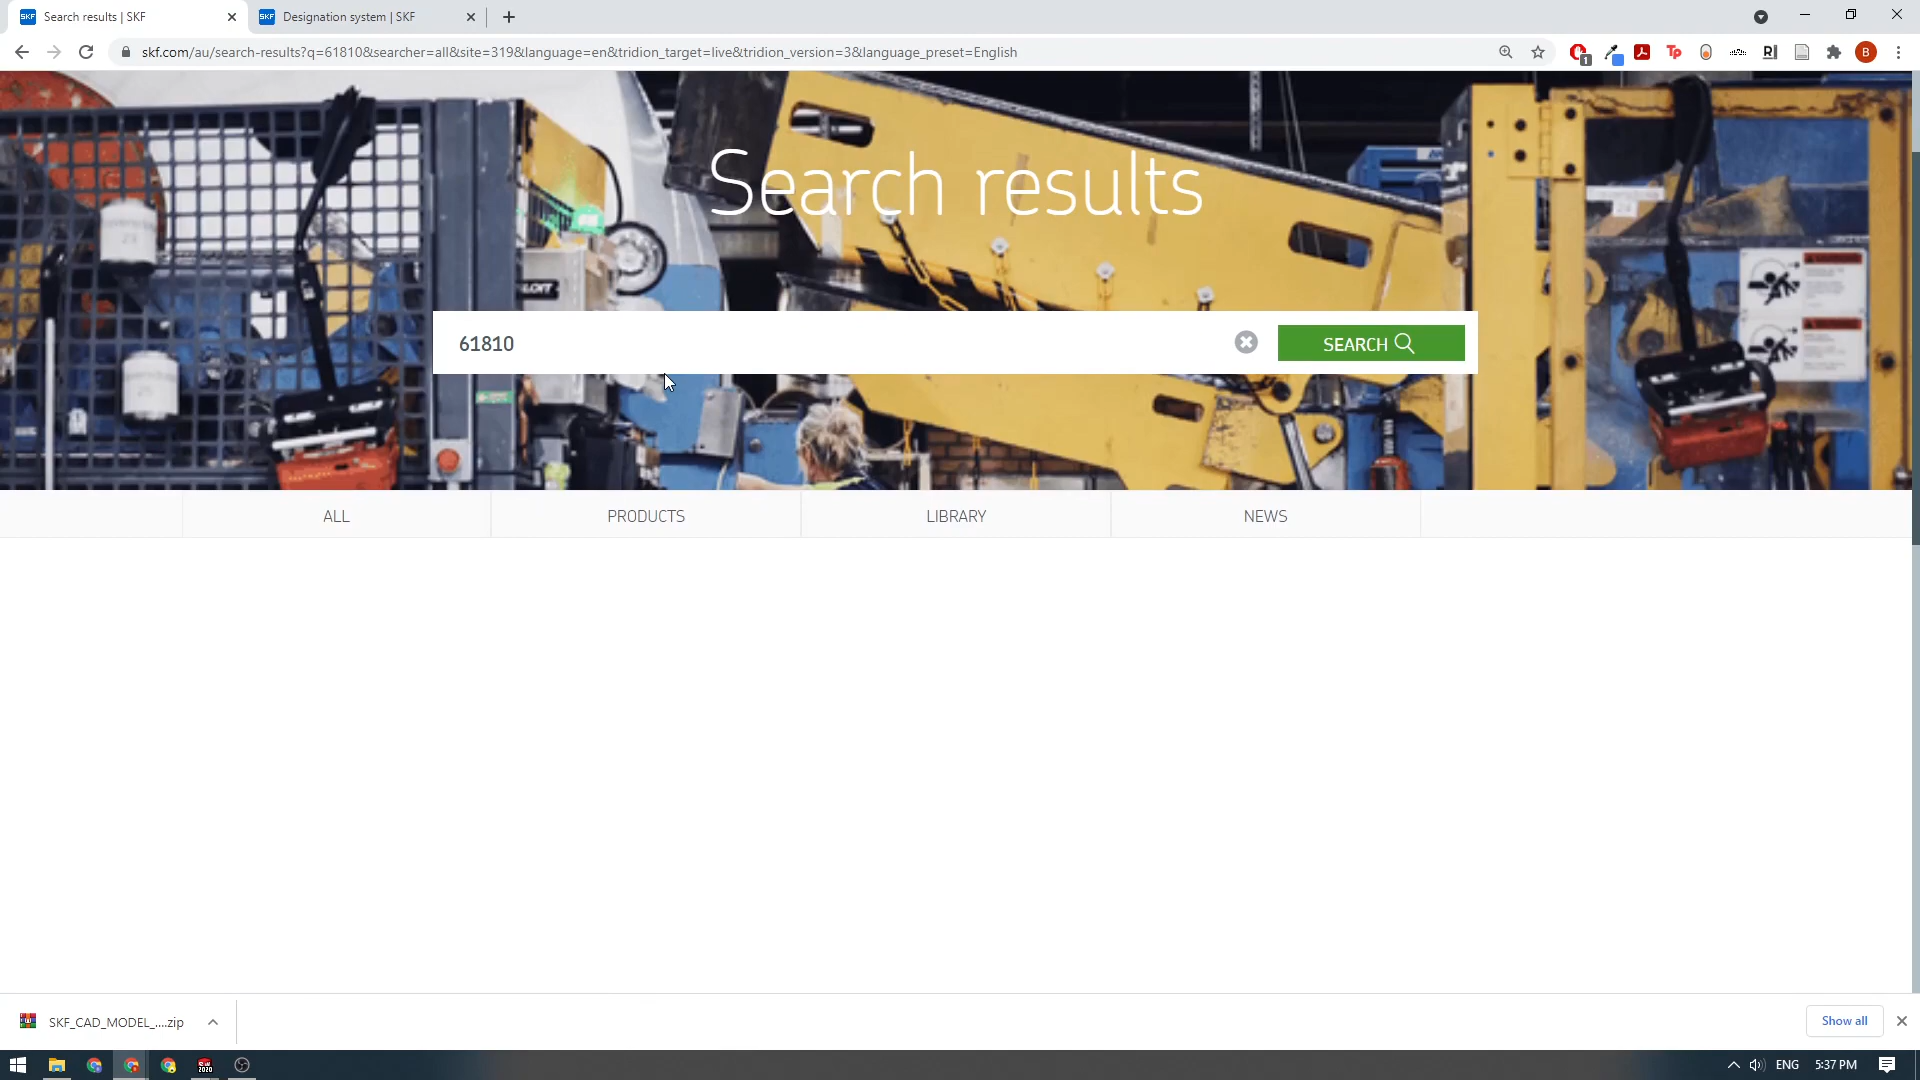 Search results | SKF
Designation system | SKF
skf.com/au/search-results?q=61810&searcher=all&site=319&language=en&tridion_target=live&tridion_version=3&language_preset=English
Search results
61810
SEARCH
ALL
PRODUCTS
LIBRARY
NEWS
SKF_CAD_MODEL_....zip
Show all
ENG
5:37 PM